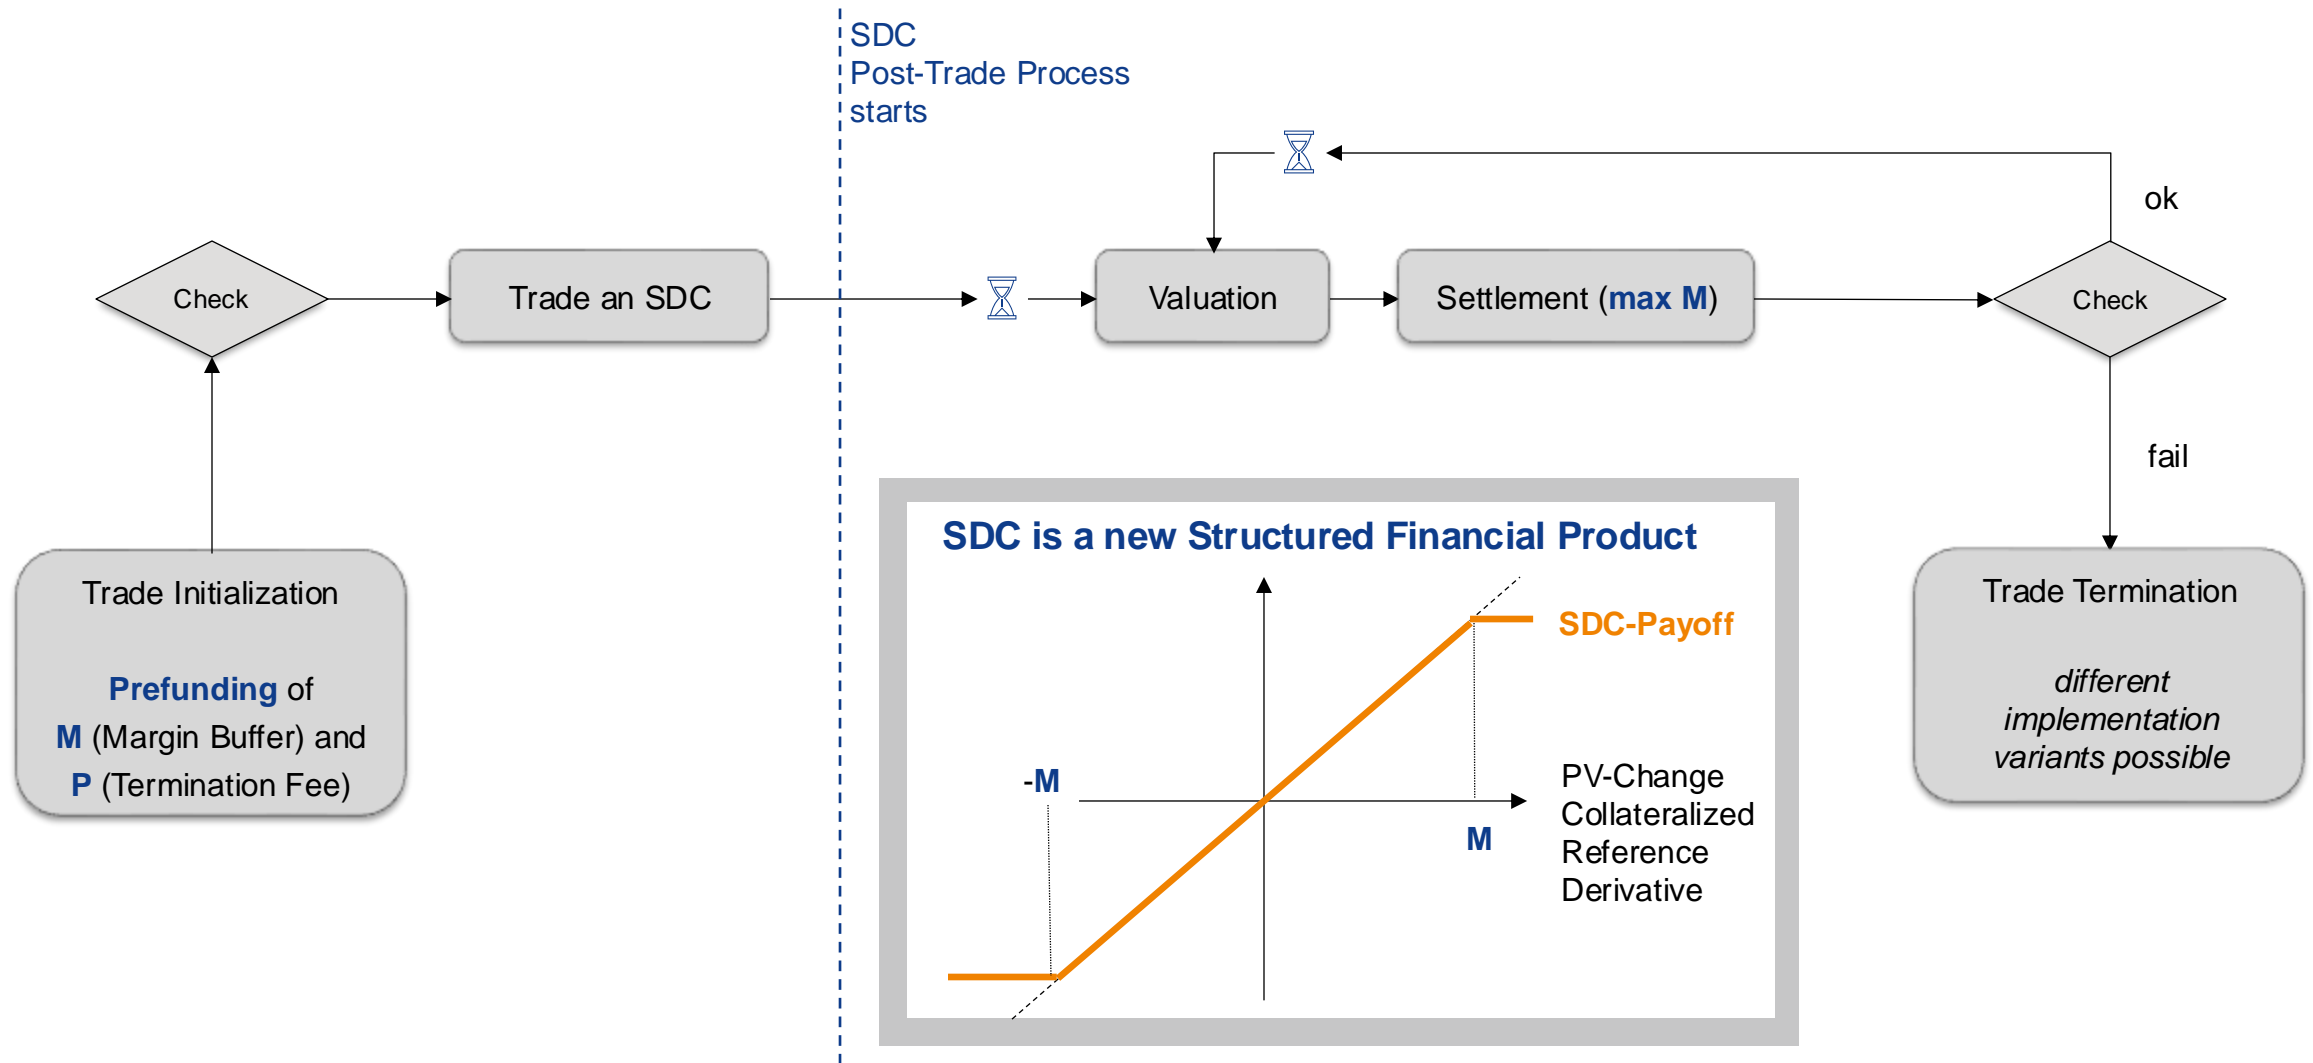 SDC
Post-Trade Process
starts
ok
Check
Trade an SDC
Valuation
Settlement (max M)
Check
fail
Trade Initialization
Prefunding of
M (Margin Buffer) and
P (Termination Fee)
SDC is a new Structured Financial Product
SDC-Payoff
-M
M
PV-Change
Collateralized
Reference
Derivative
Trade Termination
different
implementation
variants possible